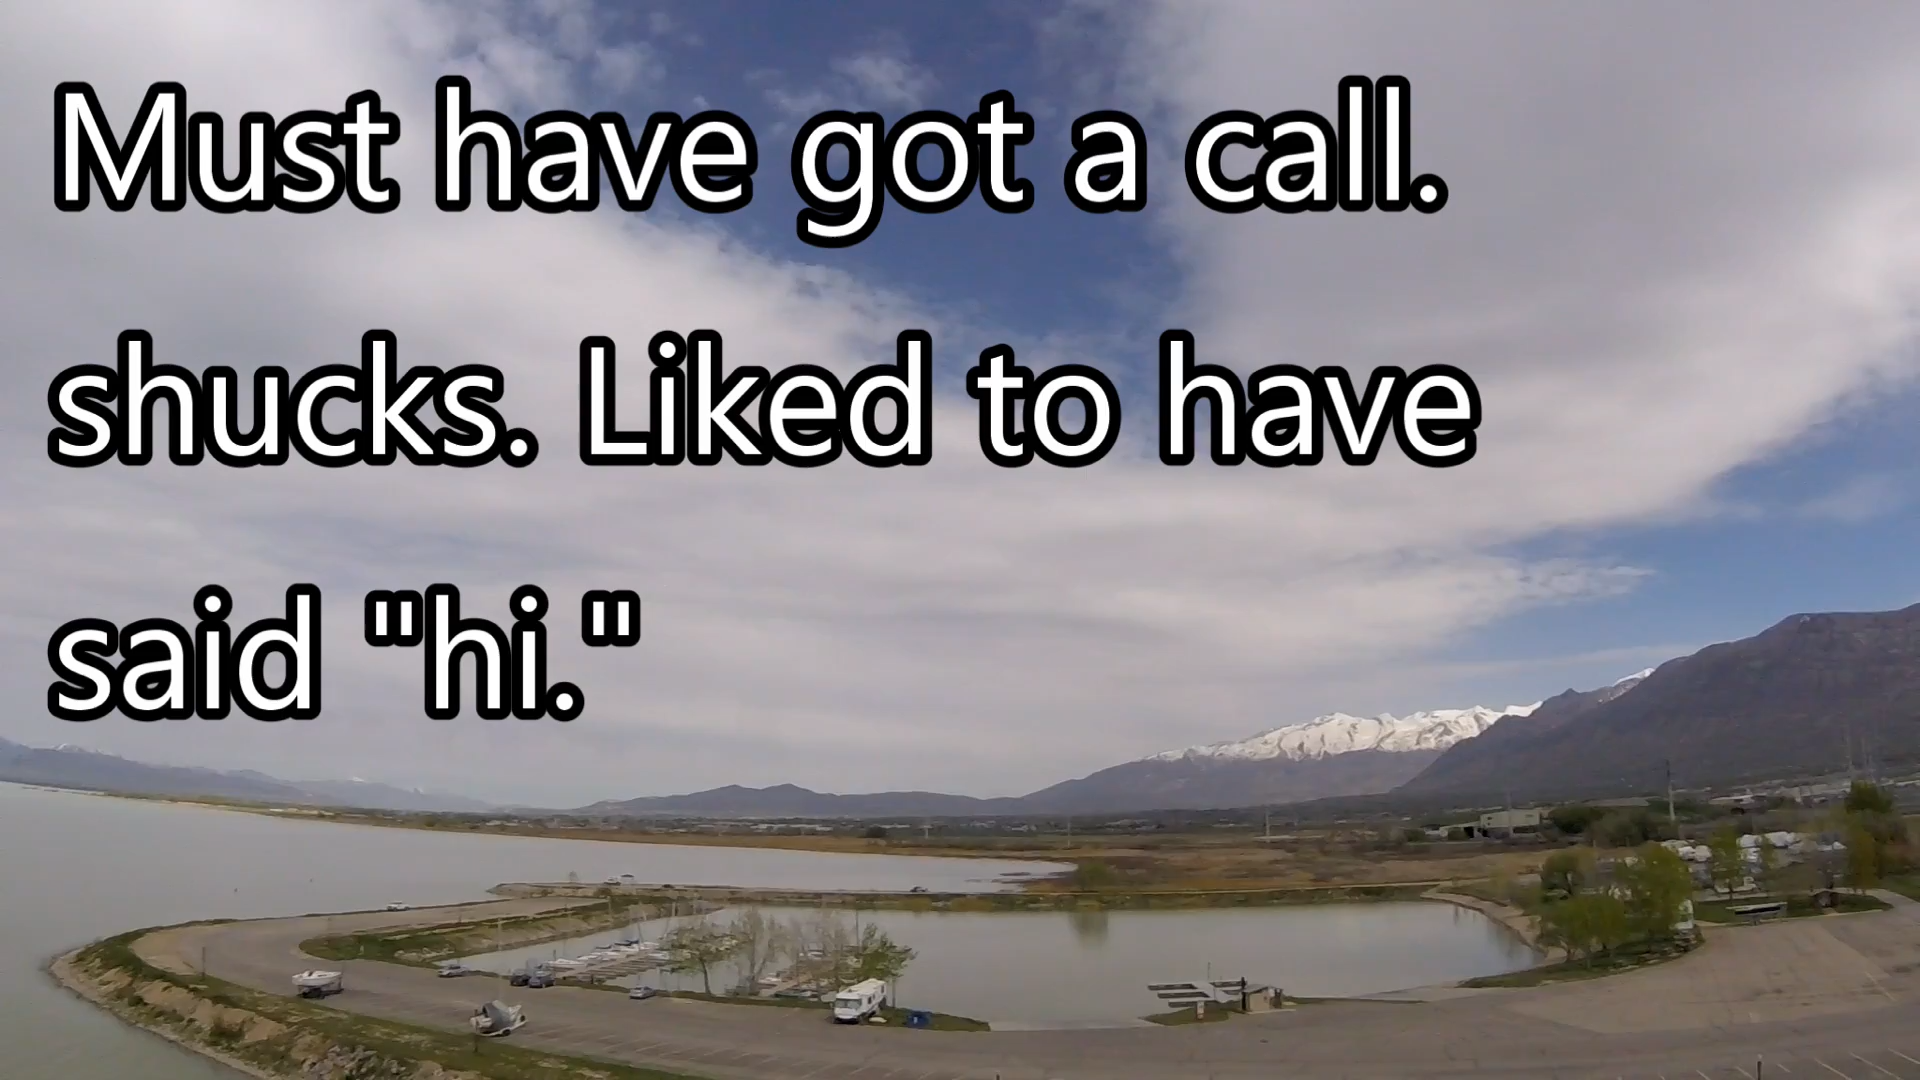 Must have got a call.
shucks. Liked to have
said "hi."